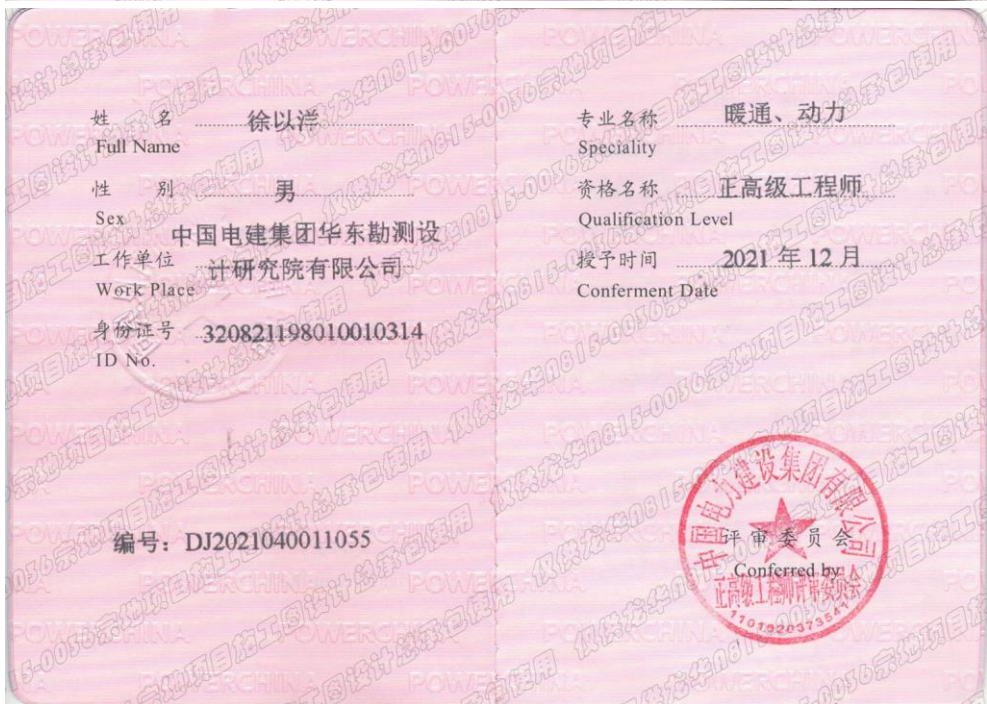 姓 名 徐以洋
Full Name
性 别 男
Sex
中国电建集团华东勘测设
工作单位 计研究院有限公司
Work Place
身份证号 320821198010010314
ID No.
编号：DJ2021040011055
专业名称 暖通、动力
Speciality
资格名称 正高级工程师
Qualification Level
授予时间 2021 年 12 月
Conferment Date
中国电力建设集团有限公司
评审委员会
Conferred by
正高级工程师评审委员会
1101920373547
POWERCHINA
仅供龙华A815-0036宗地项目施工图设计总承包使用